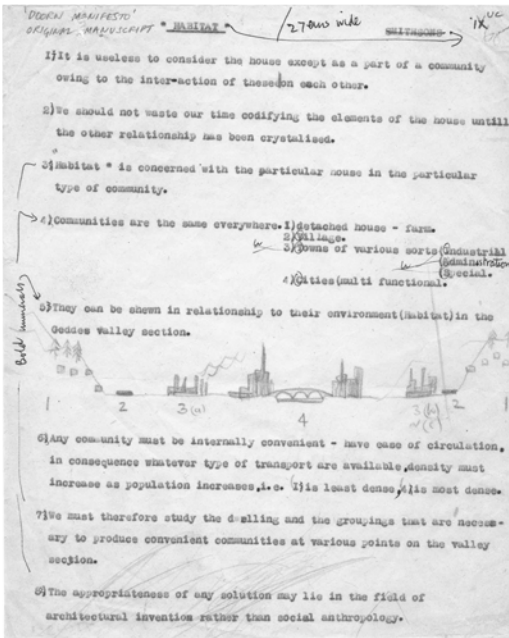 'DOORN MANIFESTO'
ORIGINAL MANUSCRIPT
* HABITAT *
27 ems wide
SMITHSONS
1)It is useless to consider the house except as a part of a community
owing to the inter-action of these on each other.
2)We should not waste our time codifying the elements of the house untill
the other relationship has been crystalised.
3)Habitat * is concerned with the particular house in the particular
type of community.
4)Communities are the same everywhere.1)detached house - farm.
2)Village.
3)Towns of various sorts(Industrill
(Administration
(Special.
4)Cities(multi functional.
Bold numerals
5)They can be shewn in relationship to their environment(Habitat)in the
Geddes valley section.
1 2 3(a) 4 3(b) 2 1
6)Any community must be internally convenient - have ease of circulation,
in consequence whatever type of transport are available,density must
increase as population increases,i.e. 1)is least dense,4)is most dense.
7)We must therefore study the dwelling and the groupings that are necess-
ary to produce convenient communities at various points on the valley
section.
8)The appropriateness of any solution may lie in the field of
architectural invention rather than social anthropology.